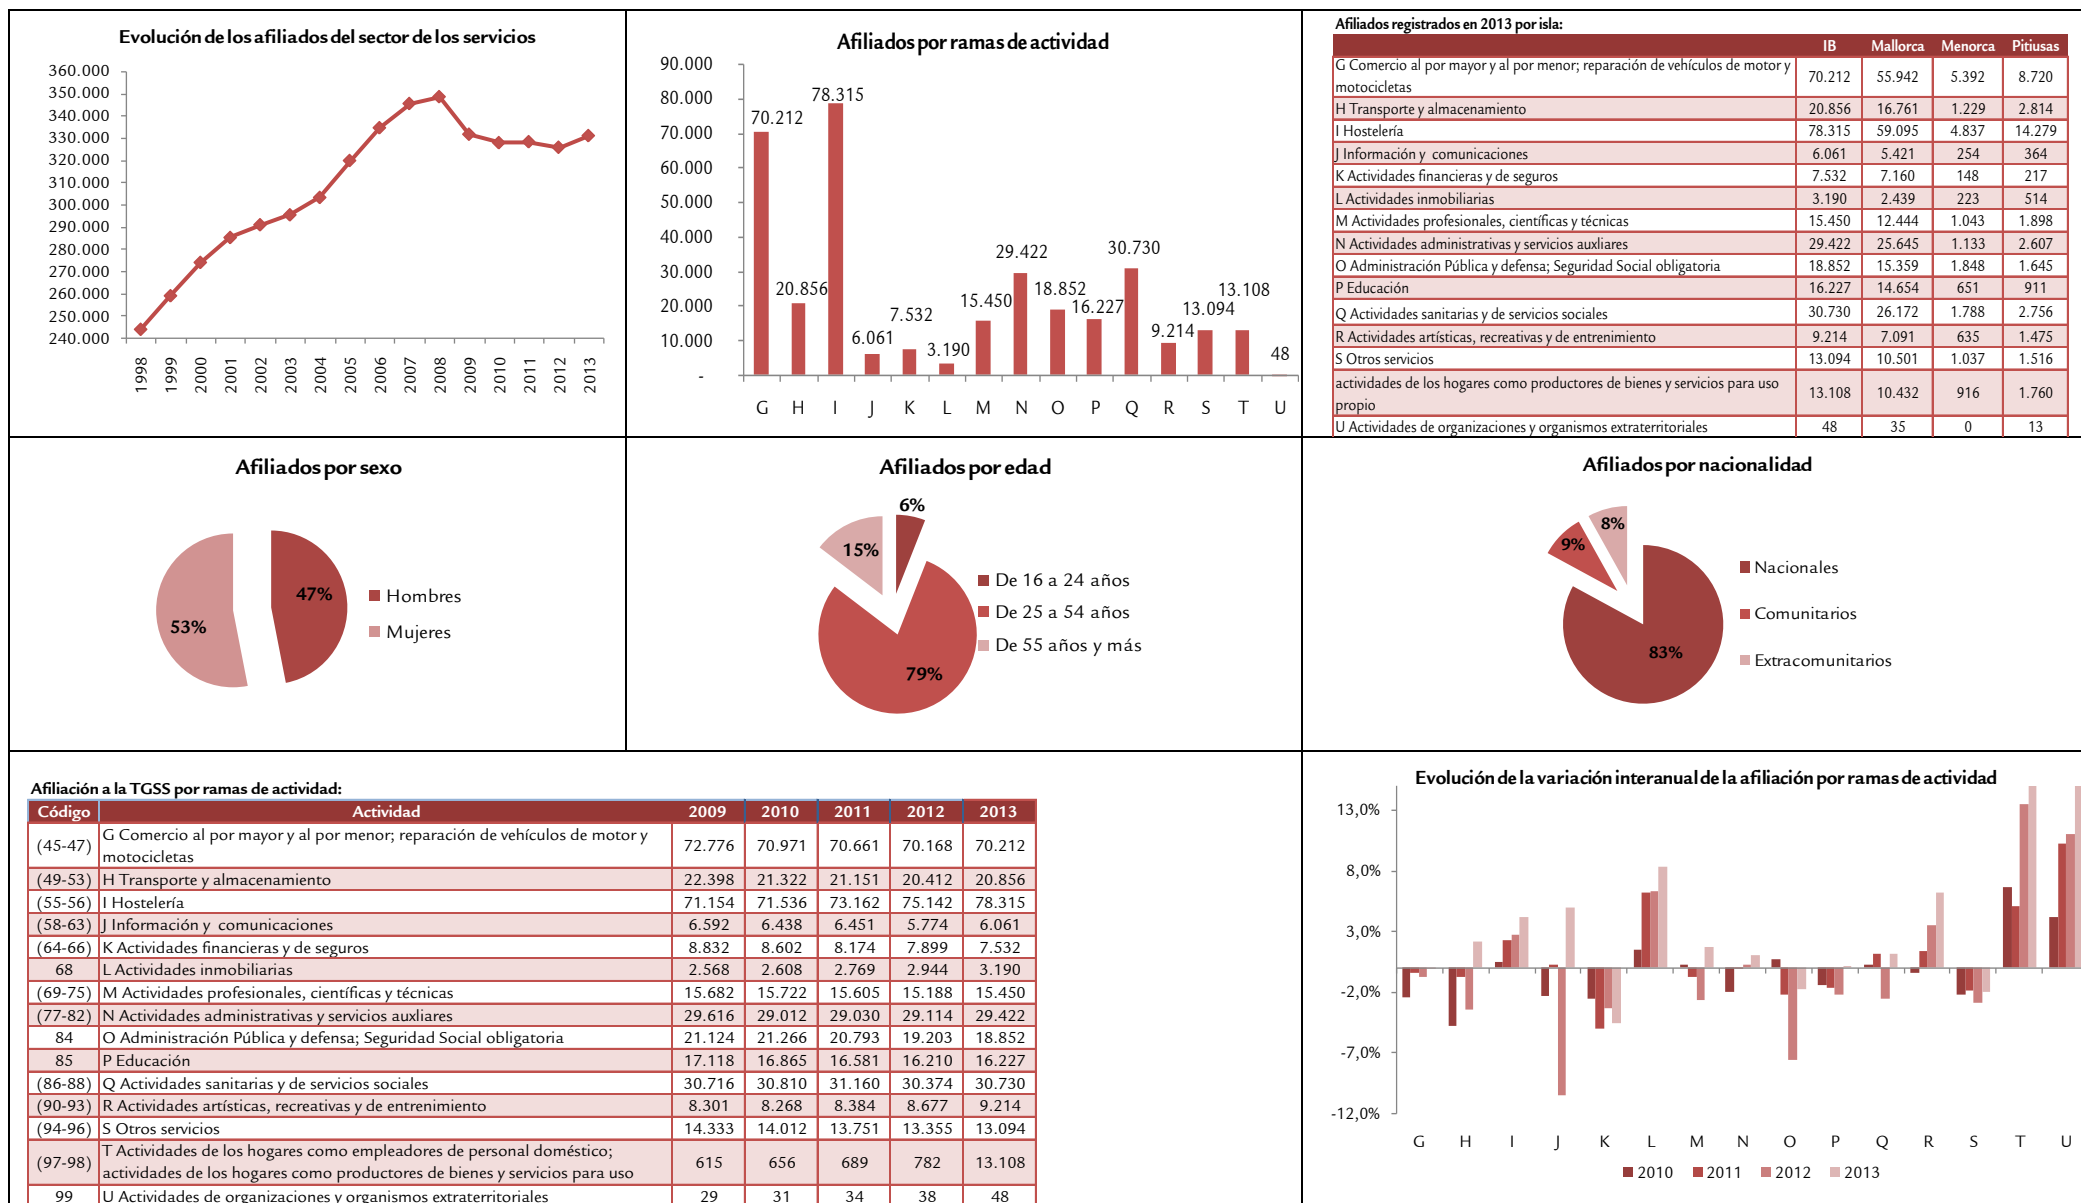 Evolución de los afiliados del sector de los servicios
360.000
350.000
340.000
330.000
320.000
310.000
300.000
290.000
280.000
270.000
260.000
250.000
240.000
1998 1999 2000 2001 2002 2003 2004 2005 2006 2007 2008 2009 2010 2011 2012 2013
Afiliados por ramas de actividad
90.000
80.000
70.000
60.000
50.000
40.000
30.000
20.000
10.000
-
70.212 20.856 78.315 6.061 7.532 3.190 15.450 29.422 18.852 16.227 30.730 9.214 13.094 13.108 48
G H I J K L M N O P Q R S T U
Afiliados registrados en 2013 por isla:
IB Mallorca Menorca Pitiusas
G Comercio al por mayor y al por menor; reparación de vehículos de motor y
motocicletas 70.212 55.942 5.392 8.720
H Transporte y almacenamiento 20.856 16.761 1.229 2.814
I Hostelería 78.315 59.095 4.837 14.279
J Información y comunicaciones 6.061 5.421 254 364
K Actividades financieras y de seguros 7.532 7.160 148 217
L Actividades inmobiliarias 3.190 2.439 223 514
M Actividades profesionales, científicas y técnicas 15.450 12.444 1.043 1.898
N Actividades administrativas y servicios auxliares 29.422 25.645 1.133 2.607
O Administración Pública y defensa; Seguridad Social obligatoria 18.852 15.359 1.848 1.645
P Educación 16.227 14.654 651 911
Q Actividades sanitarias y de servicios sociales 30.730 26.172 1.788 2.756
R Actividades artísticas, recreativas y de entrenimiento 9.214 7.091 635 1.475
S Otros servicios 13.094 10.501 1.037 1.516
actividades de los hogares como productores de bienes y servicios para uso
propio 13.108 10.432 916 1.760
U Actividades de organizaciones y organismos extraterritoriales 48 35 0 13
Afiliados por sexo
47%
53%
Hombres
Mujeres
Afiliados por edad
6%
15%
79%
De 16 a 24 años
De 25 a 54 años
De 55 años y más
Afiliados por nacionalidad
8%
9%
83%
Nacionales
Comunitarios
Extracomunitarios
Afiliación a la TGSS por ramas de actividad:
Código Actividad 2009 2010 2011 2012 2013
(45-47) G Comercio al por mayor y al por menor; reparación de vehículos de motor y
motocicletas 72.776 70.971 70.661 70.168 70.212
(49-53) H Transporte y almacenamiento 22.398 21.322 21.151 20.412 20.856
(55-56) I Hostelería 71.154 71.536 73.162 75.142 78.315
(58-63) J Información y comunicaciones 6.592 6.438 6.451 5.774 6.061
(64-66) K Actividades financieras y de seguros 8.832 8.602 8.174 7.899 7.532
68 L Actividades inmobiliarias 2.568 2.608 2.769 2.944 3.190
(69-75) M Actividades profesionales, científicas y técnicas 15.682 15.722 15.605 15.188 15.450
(77-82) N Actividades administrativas y servicios auxliares 29.616 29.012 29.030 29.114 29.422
84 O Administración Pública y defensa; Seguridad Social obligatoria 21.124 21.266 20.793 19.203 18.852
85 P Educación 17.118 16.865 16.581 16.210 16.227
(86-88) Q Actividades sanitarias y de servicios sociales 30.716 30.810 31.160 30.374 30.730
(90-93) R Actividades artísticas, recreativas y de entrenimiento 8.301 8.268 8.384 8.677 9.214
(94-96) S Otros servicios 14.333 14.012 13.751 13.355 13.094
(97-98) T Actividades de los hogares como empleadores de personal doméstico;
actividades de los hogares como productores de bienes y servicios para uso 615 656 689 782 13.108
99 U Actividades de organizaciones y organismos extraterritoriales 29 31 34 38 48
Evolución de la variación interanual de la afiliación por ramas de actividad
13,0%
8,0%
3,0%
-2,0%
-7,0%
-12,0%
G H I J K L M N O P Q R S T U
2010 2011 2012 2013